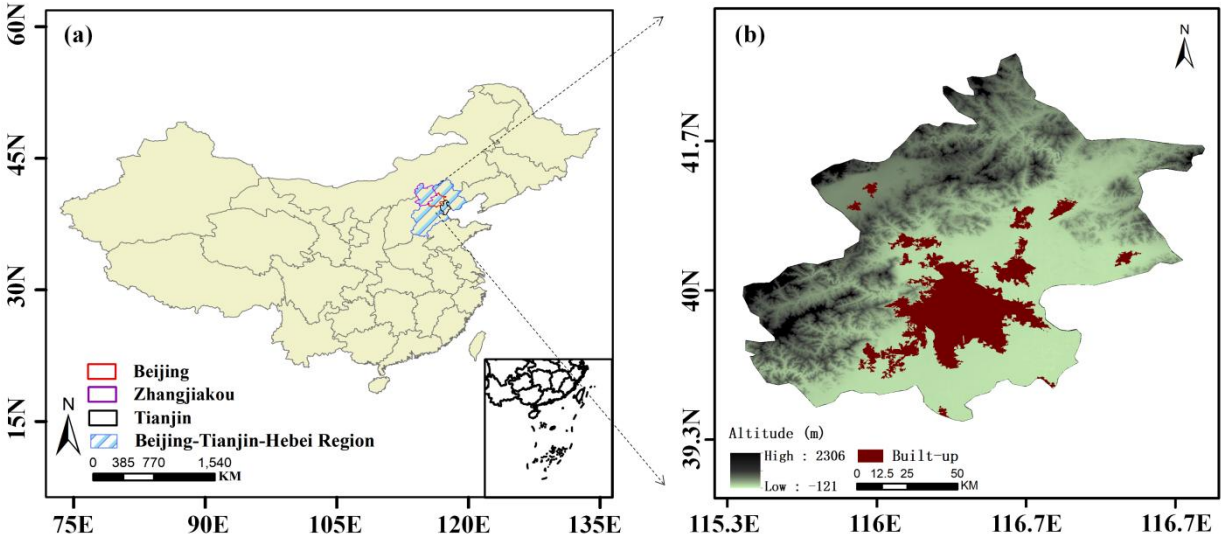 (a)
60N
45N
30N
15N
75E 90E 105E 120E 135E
Beijing
Zhangjiakou
Tianjin
Beijing-Tianjin-Hebei Region
N
0 385 770 1,540
KM
(b)
N
41.7N
40N
39.3N
115.3E 116E 116.7E 116.7E
Altitude (m)
High : 2306
Low : -121
Built-up
0 12.5 25 50
KM